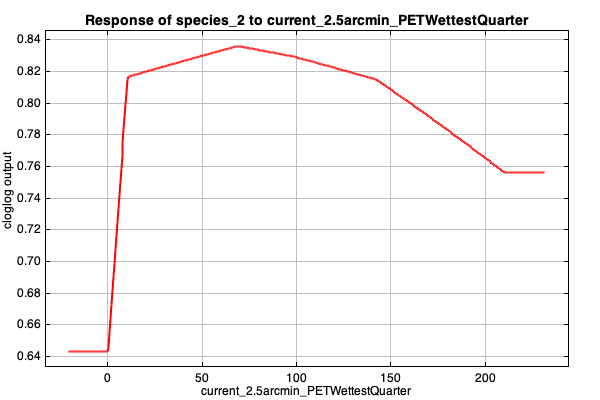 Response of species_2 to current_2.5arcmin_PETWettestQuarter
0.84
0.82
0.80
0.78
0.76
0.74
0.72
0.70
0.68
0.66
0.64
cloglog output
0 50 100 150 200
current_2.5arcmin_PETWettestQuarter